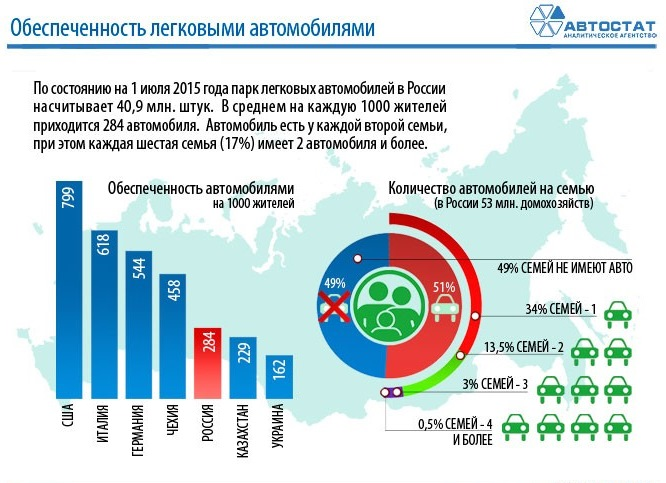 Обеспеченность легковыми автомобилями
АВТОСТАТ
АНАЛИТИЧЕСКОЕ АГЕНТСТВО
По состоянию на 1 июля 2015 года парк легковых автомобилей в России
насчитывает 40,9 млн. штук. В среднем на каждую 1000 жителей
приходится 284 автомобиля. Автомобиль есть у каждой второй семьи,
при этом каждая шестая семья (17%) имеет 2 автомобиля и более.
Обеспеченность автомобилями
на 1000 жителей
799
618
544
458
284
229
162
США
ИТАЛИЯ
ГЕРМАНИЯ
ЧЕХИЯ
РОССИЯ
КАЗАХСТАН
УКРАИНА
Количество автомобилей на семью
(в России 53 млн. домохозяйств)
49%
51%
49% СЕМЕЙ НЕ ИМЕЮТ АВТО
34% СЕМЕЙ - 1
13,5% СЕМЕЙ - 2
3% СЕМЕЙ - 3
0,5% СЕМЕЙ - 4
И БОЛЕЕ